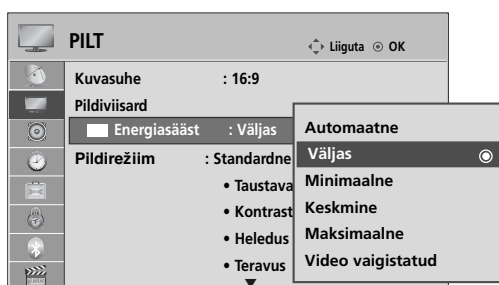 PILT
Liiguta OK
Kuvasuhe : 16:9
Pildiviisard
Energiasääst : Väljas
Pildirežiim : Standardne
• Taustava
• Kontrast
• Heledus
• Teravus
Automaatne
Väljas
Minimaalne
Keskmine
Maksimaalne
Video vaigistatud